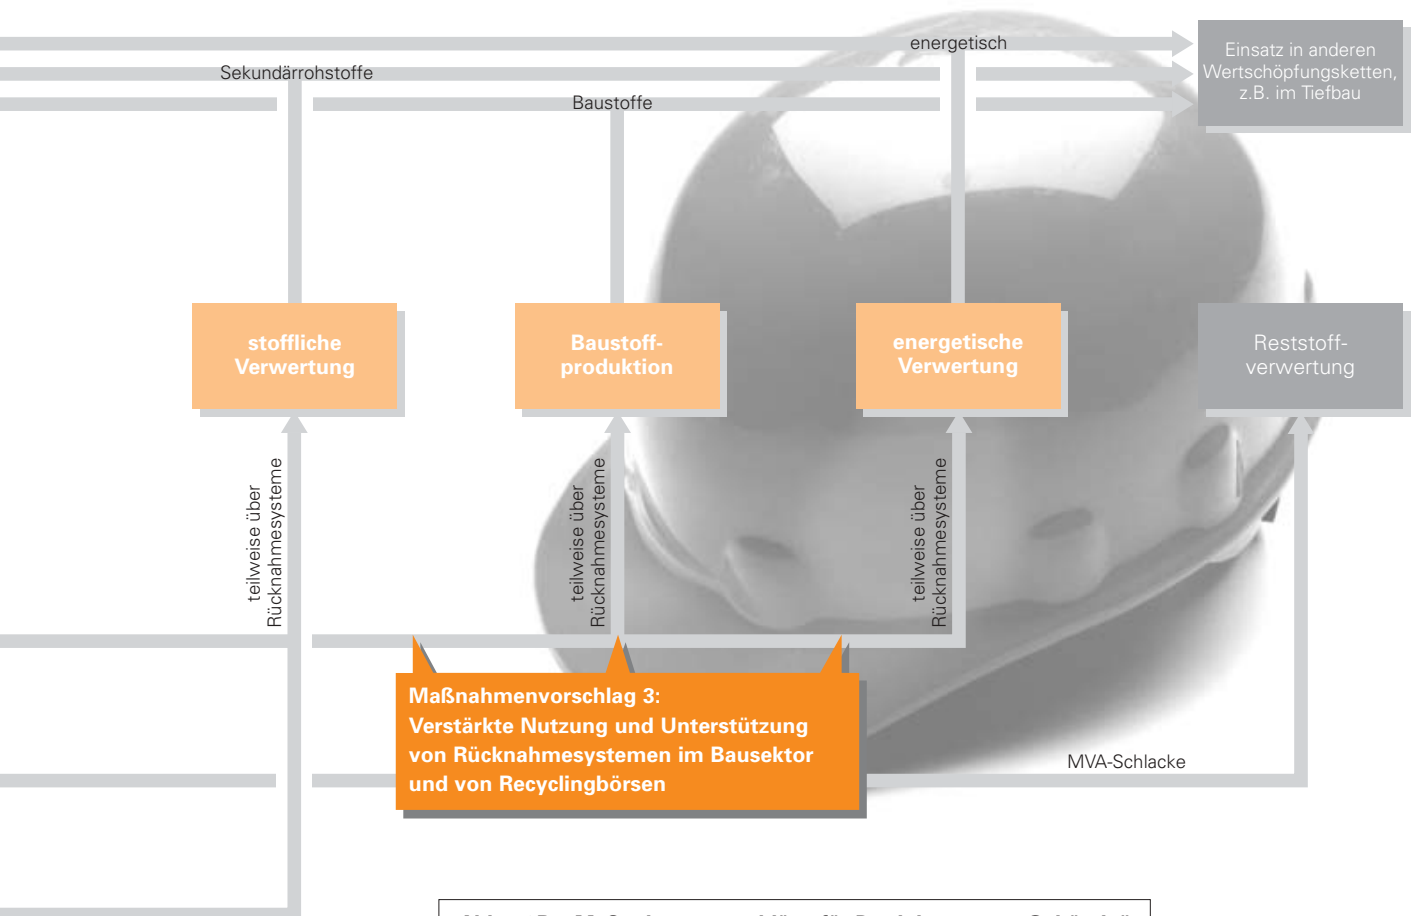 energetisch
Sekundärrohstoffe
Baustoffe
Einsatz in anderen
Wertschöpfungsketten,
z.B. im Tiefbau
stoffliche
Verwertung
Baustoff-
produktion
energetische
Verwertung
Reststoff-
verwertung
teilweise über
Rücknahmesysteme
teilweise über
Rücknahmesysteme
teilweise über
Rücknahmesysteme
Maßnahmenvorschlag 3:
Verstärkte Nutzung und Unterstützung
von Rücknahmesystemen im Bausektor
und von Recyclingbörsen
MVA-Schlacke